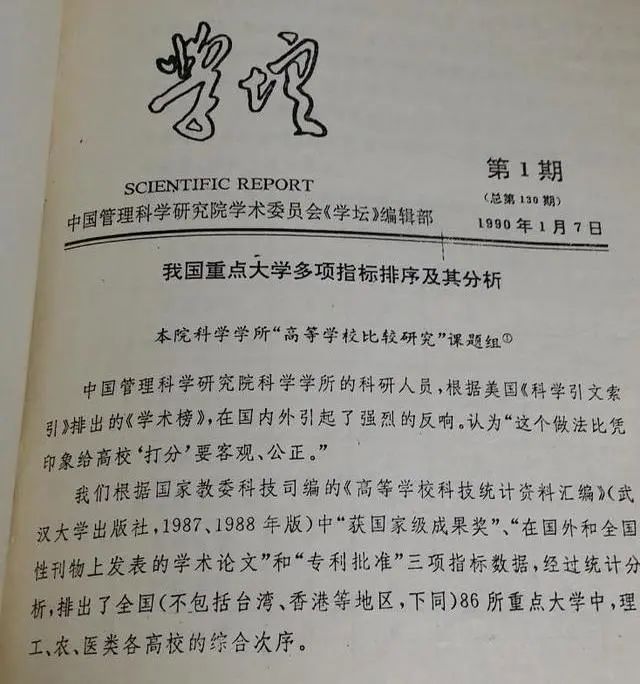 学坛
SCIENTIFIC REPORT
中国管理科学研究院学术委员会《学坛》编辑部
第1期
(总第130期)
1990年1月7日
我国重点大学多项指标排序及其分析
本院科学学所“高等学校比较研究”课题组①
中国管理科学研究院科学学所的科研人员，根据美国《科学引文索
引》排出的《学术榜》，在国内外引起了强烈的反响。认为“这个做法比凭
印象给高校‘打分’要客观、公正。”
我们根据国家教委科技司编的《高等学校科技统计资料汇编》(武
汉大学出版社，1987、1988年版)中“获国家级成果奖”、“在国外和全国
性刊物上发表的学术论文”和“专利批准”三项指标数据，经过统计分
析，排出了全国(不包括台湾、香港等地区，下同)86所重点大学中，理
工、农、医类各高校的综合次序。